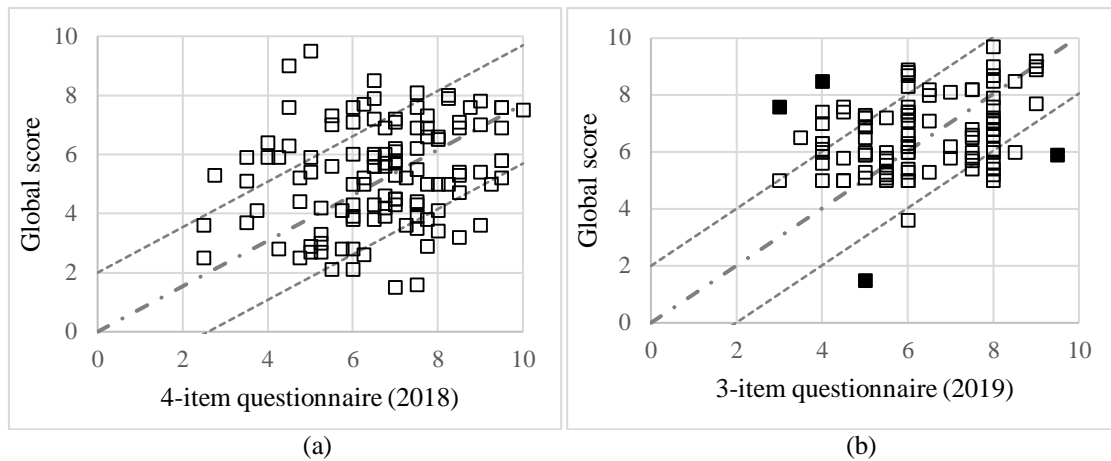 10
8
6
4
2
0
0 2 4 6 8 10
Global score
4-item questionnaire (2018)
(a)
10
8
6
4
2
0
0 2 4 6 8 10
Global score
3-item questionnaire (2019)
(b)